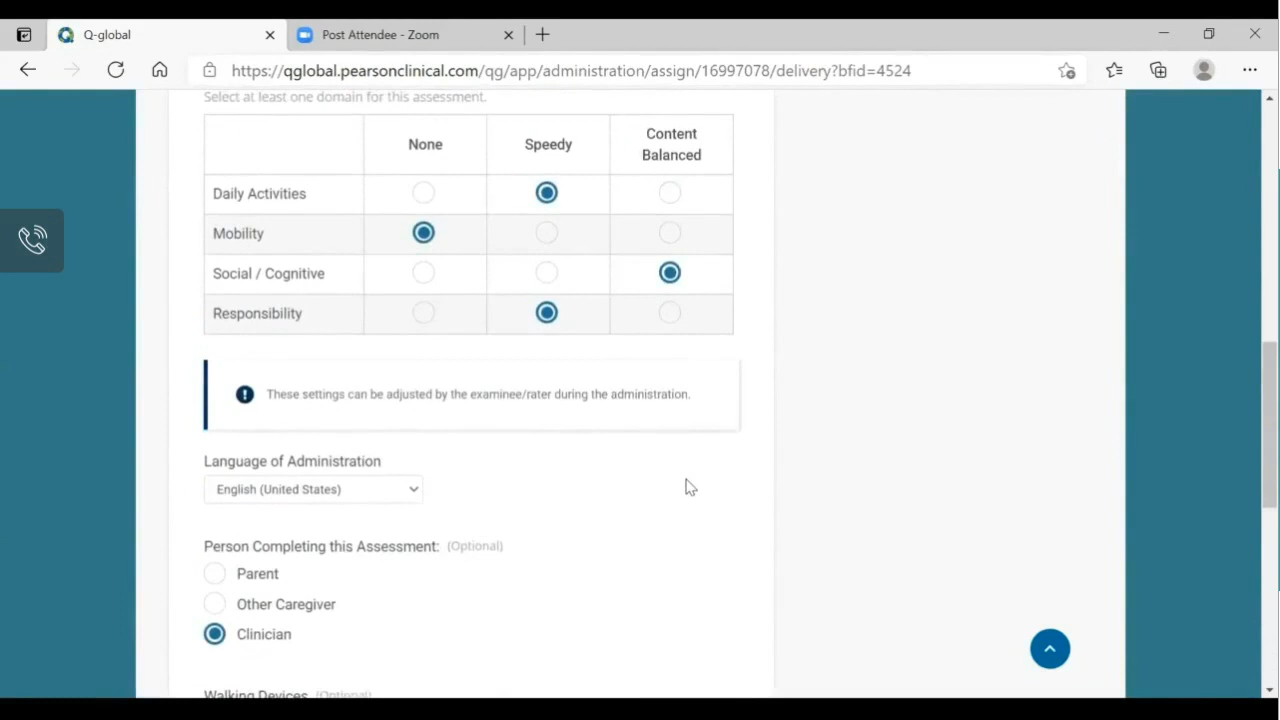 Q-global
Post Attendee - Zoom
https://qglobal.pearsonclinical.com/qg/app/administration/assign/16997078/delivery?bfid=4524
Select at least one domain for this assessment.
None Speedy Content Balanced
Daily Activities
Mobility
Social / Cognitive
Responsibility
These settings can be adjusted by the examinee/rater during the administration.
Language of Administration
English (United States)
Person Completing this Assessment: (Optional)
Parent
Other Caregiver
Clinician
Walking Devices (Optional)